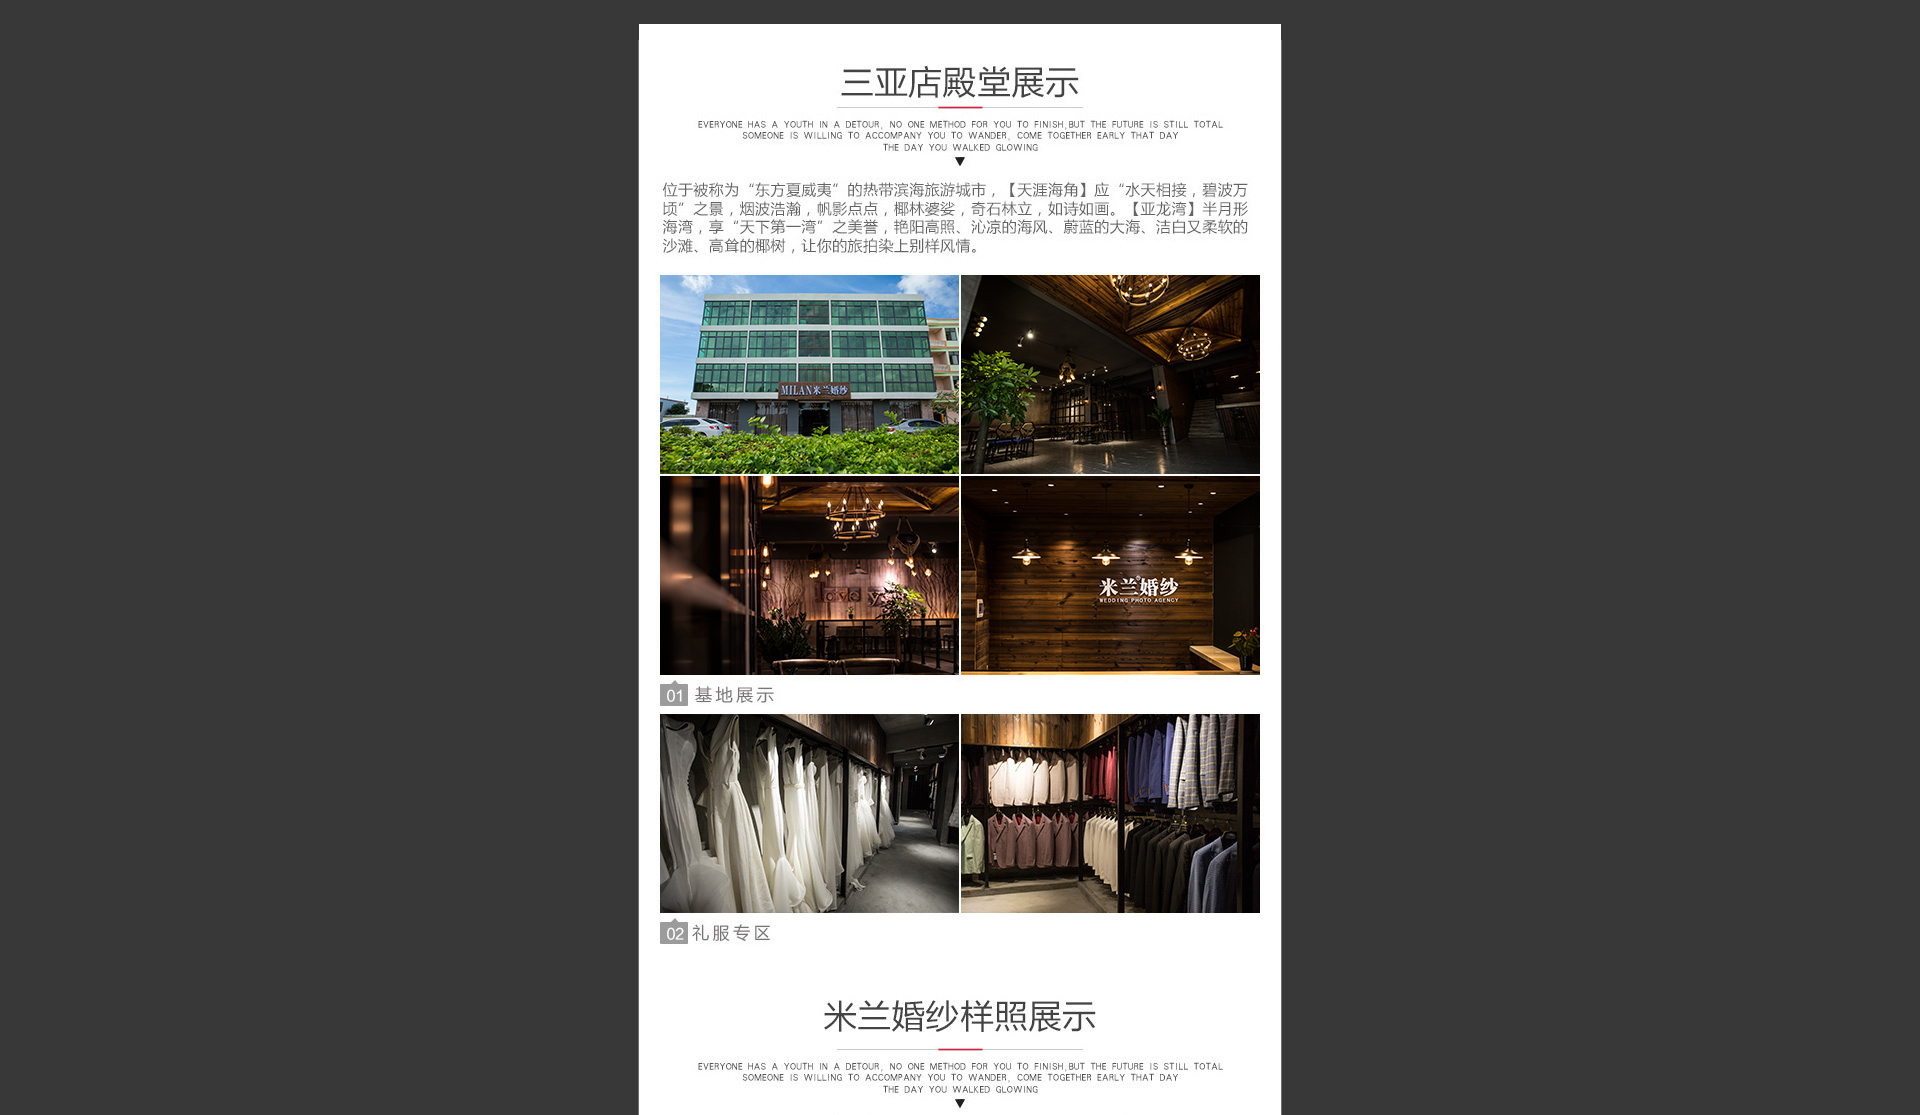 三亚店殿堂展示
EVERYONE HAS A YOUTH IN A DETOUR, NO ONE METHOD FOR YOU TO FINISH,BUT THE FUTURE IS STILL TOTAL
SOMEONE IS WILLING TO ACCOMPANY YOU TO WANDER, COME TOGETHER EARLY THAT DAY
THE DAY YOU WALKED GLOWING
位于被称为“东方夏威夷”的热带滨海旅游城市，【天涯海角】应“水天相接，碧波万
顷”之景，烟波浩瀚，帆影点点，椰林婆娑，奇石林立，如诗如画。【亚龙湾】半月形
海湾，享“天下第一湾”之美誉，艳阳高照、沁凉的海风、蔚蓝的大海、洁白又柔软的
沙滩、高耸的椰树，让你的旅拍染上别样风情。
MILAN米兰婚纱
米兰婚纱
WEDDING PHOTO AGENCY
01 基地展示
02 礼服专区
米兰婚纱样照展示
EVERYONE HAS A YOUTH IN A DETOUR, NO ONE METHOD FOR YOU TO FINISH,BUT THE FUTURE IS STILL TOTAL
SOMEONE IS WILLING TO ACCOMPANY YOU TO WANDER, COME TOGETHER EARLY THAT DAY
THE DAY YOU WALKED GLOWING